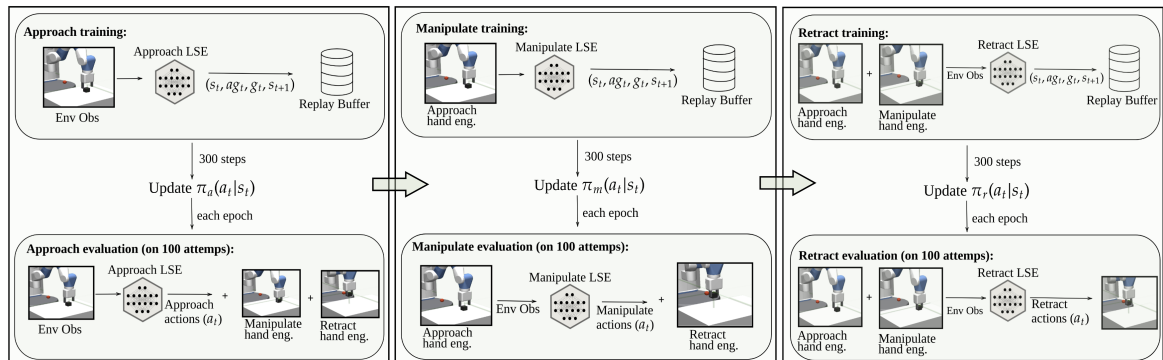 Approach training:
Approach LSE
(s_t, ag_t, g_t, s_{t+1})
Replay Buffer
Env Obs
300 steps
Update π_a(a_t|s_t)
each epoch
Approach evaluation (on 100 attemps):
Approach LSE
Env Obs
Approach
actions (a_t)
+
Manipulate
hand eng.
+
Retract
hand eng.
Manipulate training:
Manipulate LSE
(s_t, ag_t, g_t, s_{t+1})
Replay Buffer
Approach
hand eng.
300 steps
Update π_m(a_t|s_t)
each epoch
Manipulate evaluation (on 100 attemps):
Manipulate LSE
Approach
hand eng.
Env Obs
Manipulate
actions (a_t)
+
Retract
hand eng.
Retract training:
Retract LSE
+
Env Obs
(s_t, ag_t, g_t, s_{t+1})
Replay Buffer
Approach
hand eng.
Manipulate
hand eng.
300 steps
Update π_r(a_t|s_t)
each epoch
Retract evaluation (on 100 attemps):
Retract LSE
+
Env Obs
Retract
actions (a_t)
Approach
hand eng.
Manipulate
hand eng.